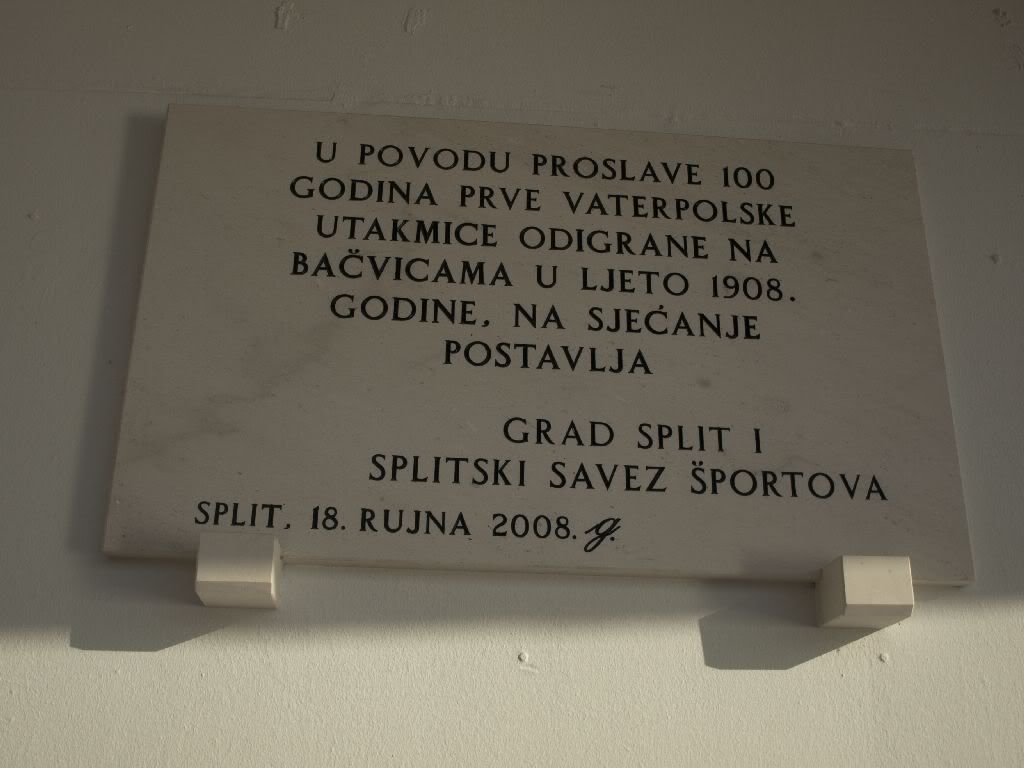 U POVODU PROSLAVE 100
GODINA PRVE VATERPOLSKE
UTAKMICE ODIGRANE NA
BAČVICAMA U LJETO 1908.
GODINE, NA SJEĆANJE
POSTAVLJA
GRAD SPLIT I
SPLITSKI SAVEZ ŠPORTOVA
SPLIT, 18. RUJNA 2008. g.